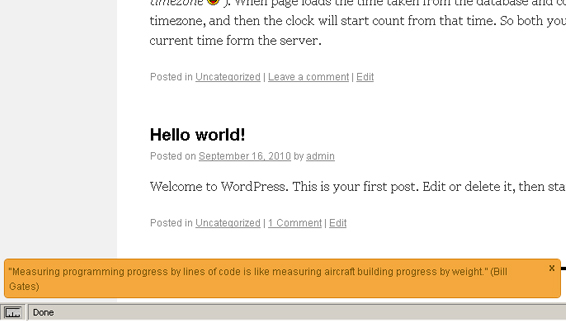 timezone ). When page loads the time taken from the database and co
timezone, and then the clock will start count from that time. So both you
current time form the server.
Posted in Uncategorized | Leave a comment | Edit
Hello world!
Posted on September 16, 2010 by admin
Welcome to WordPress. This is your first post. Edit or delete it, then sta
Posted in Uncategorized | 1 Comment | Edit
"Measuring programming progress by lines of code is like measuring aircraft building progress by weight." (Bill x
Gates)
Done